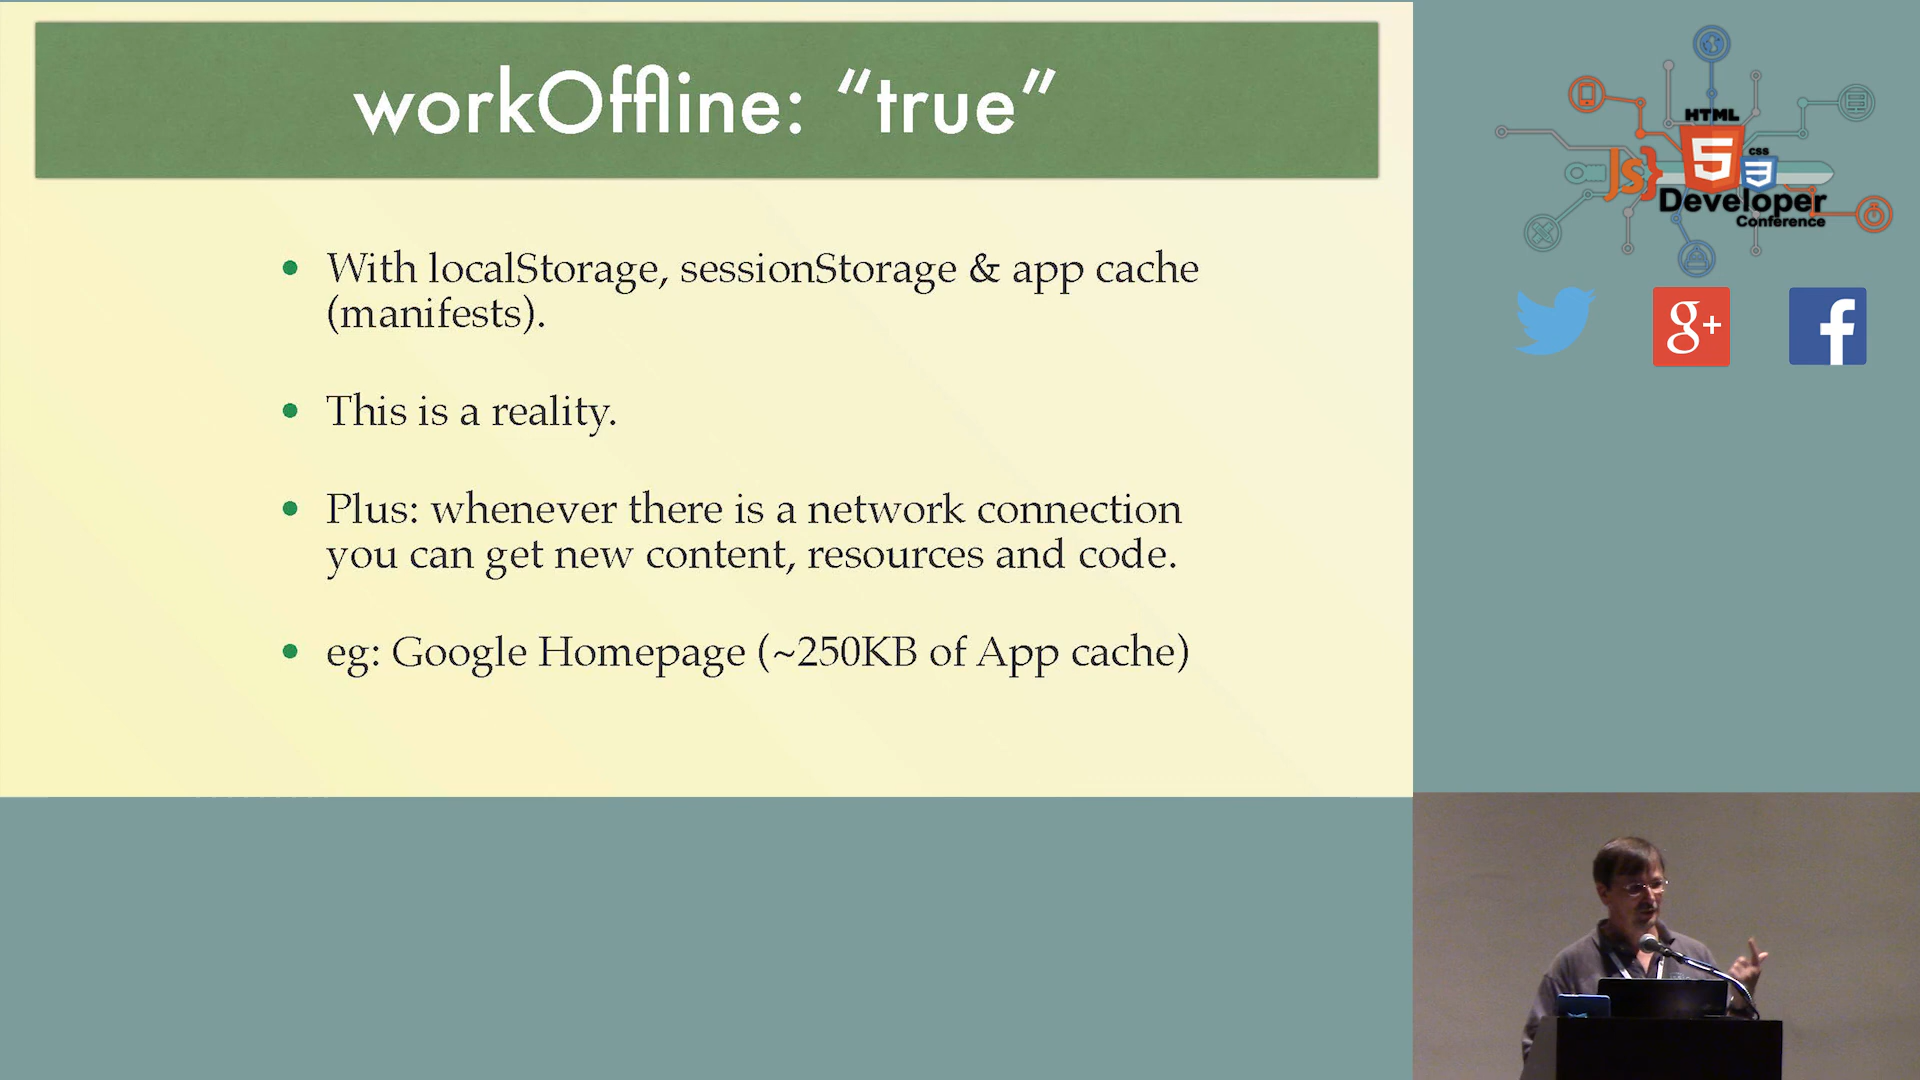 workOffline: “true”
• With localStorage, sessionStorage & app cache
(manifests).
• This is a reality.
• Plus: whenever there is a network connection
you can get new content, resources and code.
• eg: Google Homepage (~250KB of App cache)
HTML
5
JS}
CSS
3
Developer
Conference
g+
f